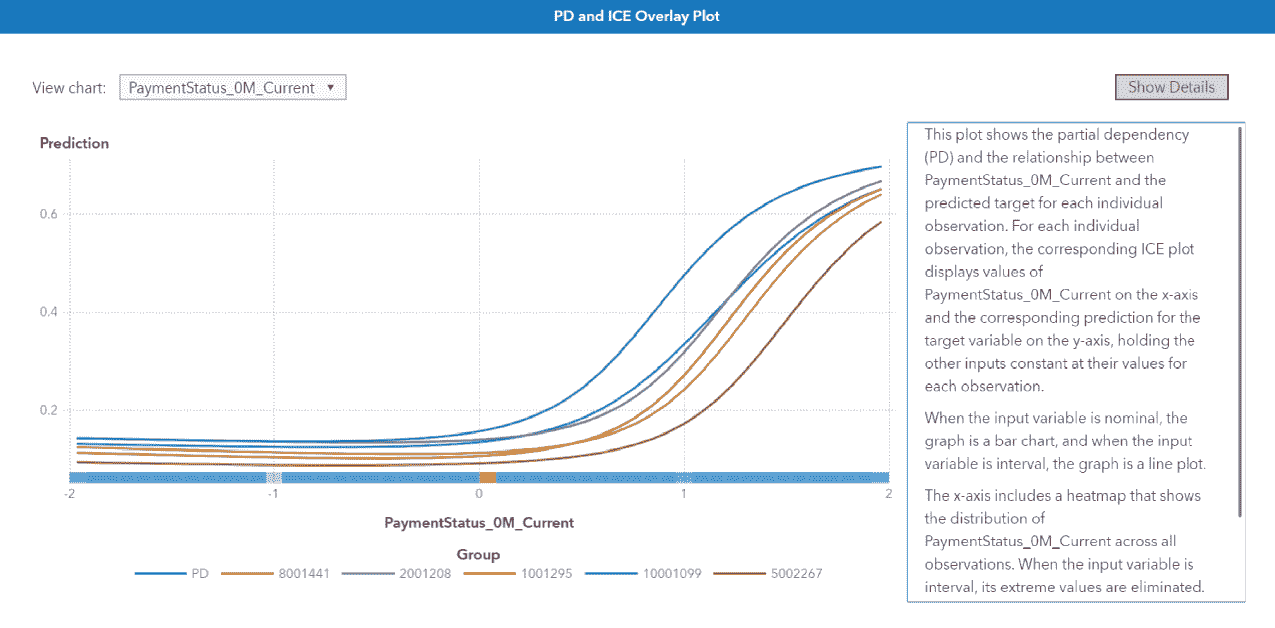 PD and ICE Overlay Plot
View chart: PaymentStatus_0M_Current
Show Details
Prediction
0.6
0.4
0.2
-2 -1 0 1 2
PaymentStatus_0M_Current
Group
PD 8001441 2001208 1001295 10001099 5002267
This plot shows the partial dependency
(PD) and the relationship between
PaymentStatus_0M_Current and the
predicted target for each individual
observation. For each individual
observation, the corresponding ICE plot
displays values of
PaymentStatus_0M_Current on the x-axis
and the corresponding prediction for the
target variable on the y-axis, holding the
other inputs constant at their values for
each observation.
When the input variable is nominal, the
graph is a bar chart, and when the input
variable is interval, the graph is a line plot.
The x-axis includes a heatmap that shows
the distribution of
PaymentStatus_0M_Current across all
observations. When the input variable is
interval, its extreme values are eliminated.